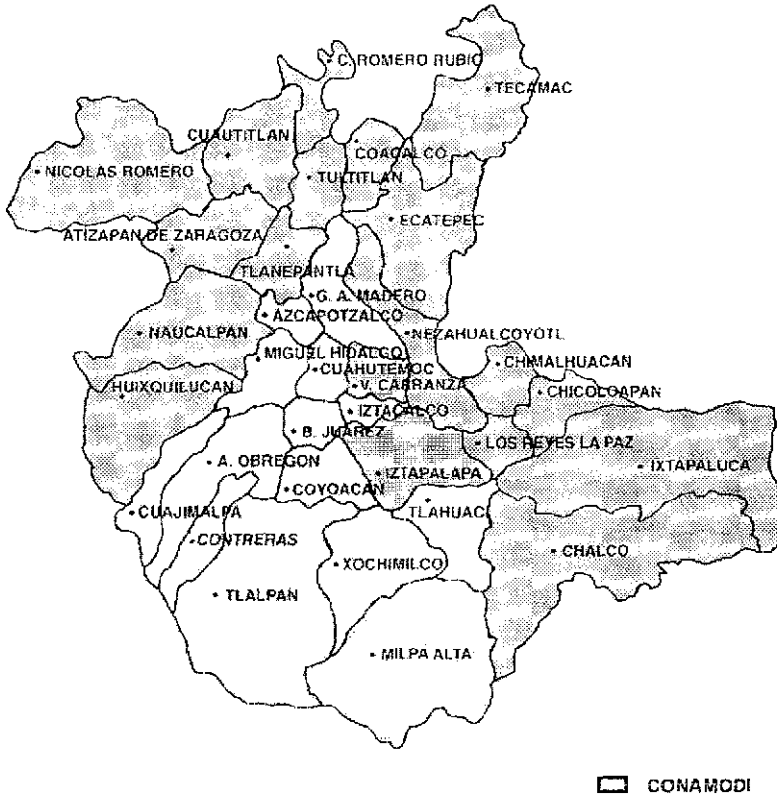 C. ROMERO RUBIO
TECAMAC
CUAUTITLAN
COACALCO
NICOLAS ROMERO
TULTITLAN
ECATEPEC
ATIZAPAN DE ZARAGOZA
TLANEPANTLA
G. A. MADERO
AZCAPOTZALCO
NAUCALPAN
NEZAHUALCOYOTL
MIGUEL HIDALGO
CHIMALHUACAN
CUAHUTEMOC
HUIXQUILUCAN
V. CARRANZA
CHICOLOAPAN
IZTACALCO
B. JUAREZ
LOS REYES LA PAZ
A. OBREGON
IZTAPALAPA
IXTAPALUCA
COYOACAN
CUAJIMALPA
TLAHUAC
CONTRERAS
CHALCO
XOCHIMILCO
TLALPAN
MILPA ALTA
CONAMODI